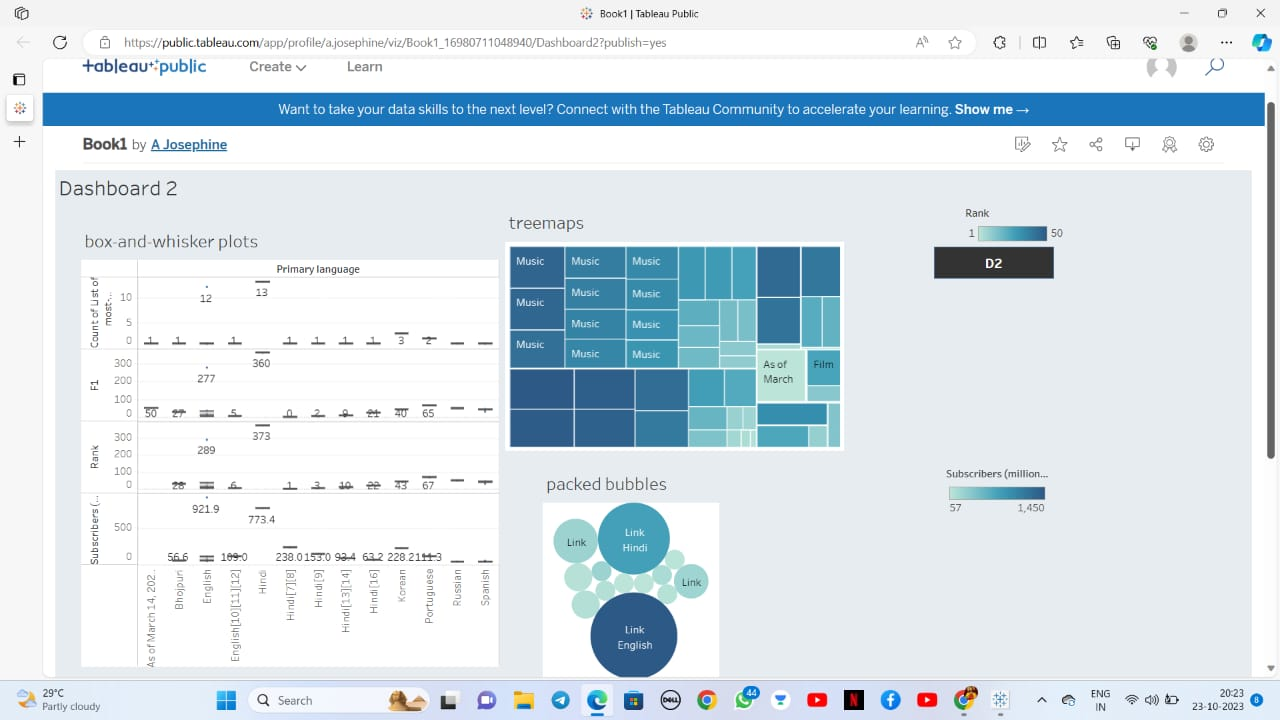 Book1 | Tableau Public
https://public.tableau.com/app/profile/a.josephine/viz/Book1_16980711048940/Dashboard2?publish=yes
+ableau public
Create
Learn
Want to take your data skills to the next level? Connect with the Tableau Community to accelerate your learning. Show me →
Book1 by A Josephine
Dashboard 2
box-and-whisker plots
Primary language
Count of List of most-...
10
5
0
1 1 12 1 13 1 1 1 1 3 2
F1
300
200
100
0
50 27 277 5 360 0 2 9 21 40 65
Rank
300
200
100
0
28 289 6 373 1 3 10 22 43 67
Subscribers (...
500
0
56.6 921.9 109.0 773.4 238.0 153.0 93.4 63.2 228.2 111.3
As of March 14, 202..
Bhojpuri
English
English[10][11][12]
Hindi
Hindi[7][8]
Hindi[9]
Hindi[13][14]
Hindi[16]
Korean
Portuguese
Russian
Spanish
treemaps
Music Music Music
Music Music
Music
Music Music
Music
Music Music
As of March
Film
packed bubbles
Link
Link
Hindi
Link
Link
English
Rank
1 50
D2
Subscribers (million...
57 1,450
29°C
Partly cloudy
Search
DELL
44
N
ENG
IN
20:23
23-10-2023
8